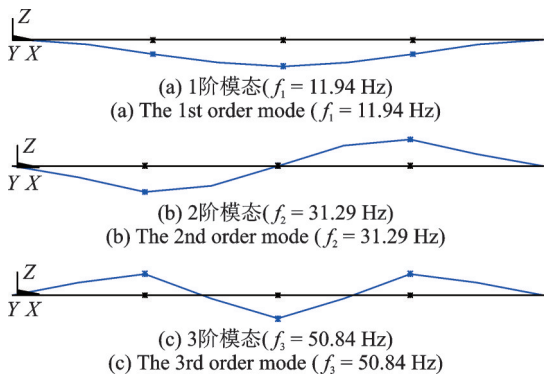 Z
Y X
(a) 1阶模态(f₁ = 11.94 Hz)
(a) The 1st order mode (f₁ = 11.94 Hz)
Z
Y X
(b) 2阶模态(f₂ = 31.29 Hz)
(b) The 2nd order mode (f₂ = 31.29 Hz)
Z
Y X
(c) 3阶模态(f₃ = 50.84 Hz)
(c) The 3rd order mode (f₃ = 50.84 Hz)